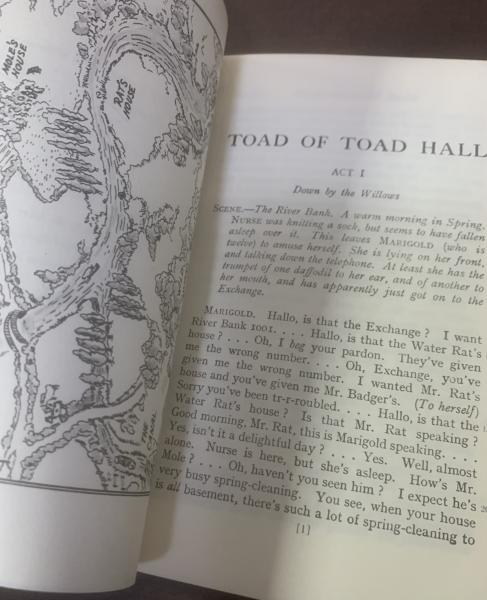 MOLE'S
HOUSE
RAT'S
HOUSE
THE
CANAL
TOAD OF TOAD HALL
ACT I
Down by the Willows
SCENE.—The River Bank. A warm morning in Spring.
NURSE was knitting a sock, but seems to have fallen
asleep over it. This leaves MARIGOLD (who is
twelve) to amuse herself. She is lying on her front,
and talking down the telephone. At least she has the
trumpet of one daffodil to her ear, and of another to
her mouth, and has apparently just got on to the
Exchange.
MARIGOLD. Hallo, is that the Exchange? I want
River Bank 1001. . . . Hallo, is that the Water Rat's
house? . . . Oh, I beg your pardon. They've given
me the wrong number. . . . Oh, Exchange, you've
given me the wrong number. I wanted Mr. Rat's
house and you've given me Mr. Badger's. (To herself)
Sorry you've been tr-r-roubled. . . . Hallo, is that the
Water Rat's house? Is that Mr. Rat speaking?
Good morning, Mr. Rat, this is Marigold speaking. . . .
Yes, isn't it a delightful day? . . . Yes. Well, almost
alone. Nurse is here, but she's asleep. How's Mr.
Mole? . . . Oh, haven't you seen him? I expect he's
very busy spring-cleaning. You see, when your house
is all basement, there's such a lot of spring-cleaning to
[1]